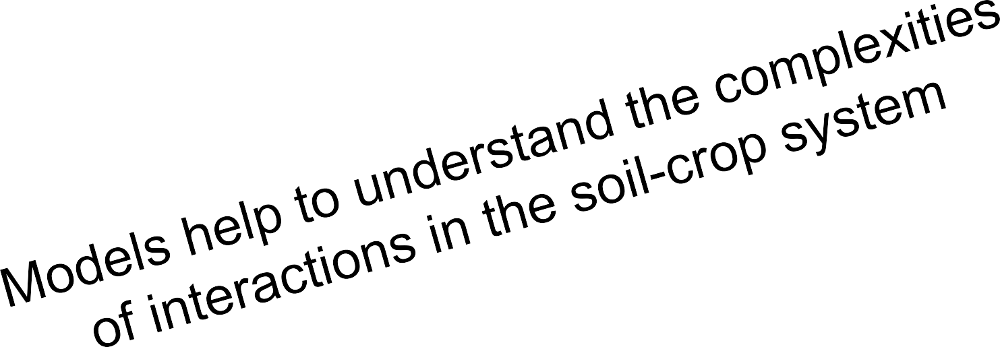 Models help to understand the complexities
of interactions in the soil-crop system